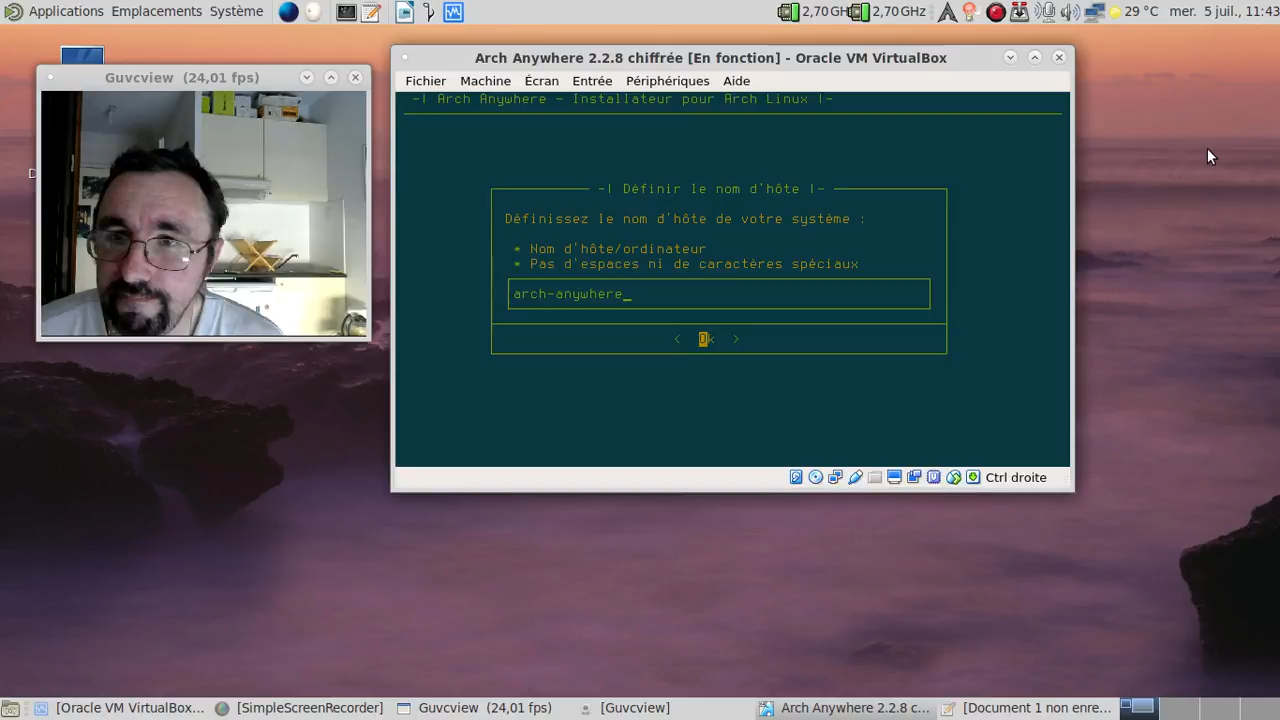 Applications Emplacements Système
2,70 GH
2,70 GHz
29 °C
mer. 5 juil., 11:43
Guvcview (24,01 fps)
Arch Anywhere 2.2.8 chiffrée [En fonction] - Oracle VM VirtualBox
Fichier Machine Écran Entrée Périphériques Aide
-| Arch Anywhere - Installateur pour Arch Linux |-
-| Définir le nom d'hôte |-
Définissez le nom d'hôte de votre système :
* Nom d'hôte/ordinateur
* Pas d'espaces ni de caractères spéciaux
arch-anywhere_
< Ok >
Ctrl droite
[Oracle VM VirtualBox... [SimpleScreenRecorder] Guvcview (24,01 fps) [Guvcview] Arch Anywhere 2.2.8 c... [Document 1 non enre...